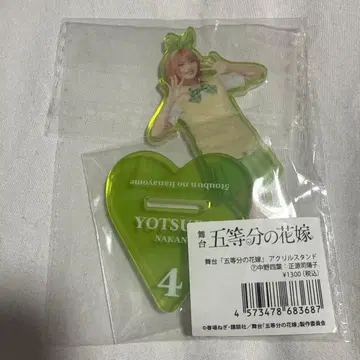 Gotoubun no Hanayome
YOTSU
NAKAN
4
舞台 五等分の花嫁
舞台「五等分の花嫁」アクリルスタンド
⑦中野四葉:正源司陽子
¥1300(税込)
4 573478 683687
©春場ねぎ・講談社/舞台「五等分の花嫁」製作委員会